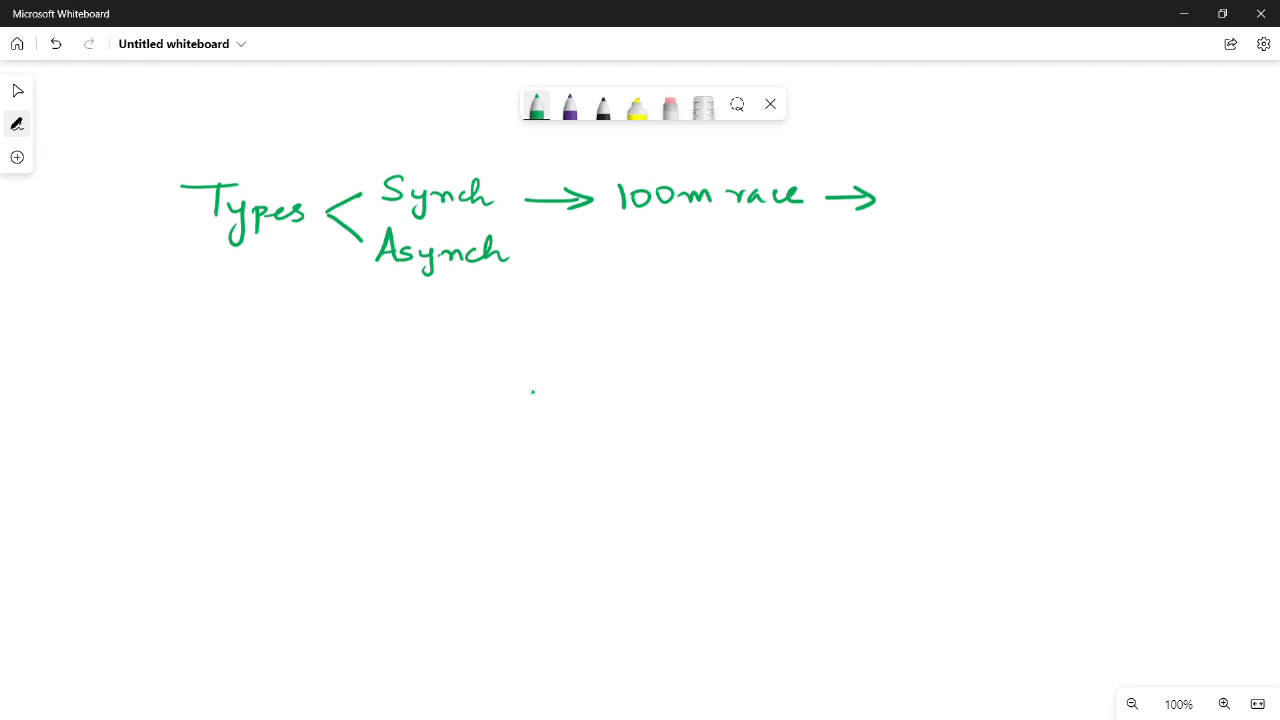 Microsoft Whiteboard
Untitled whiteboard
Types < Synch → 100m race →
Asynch
100%